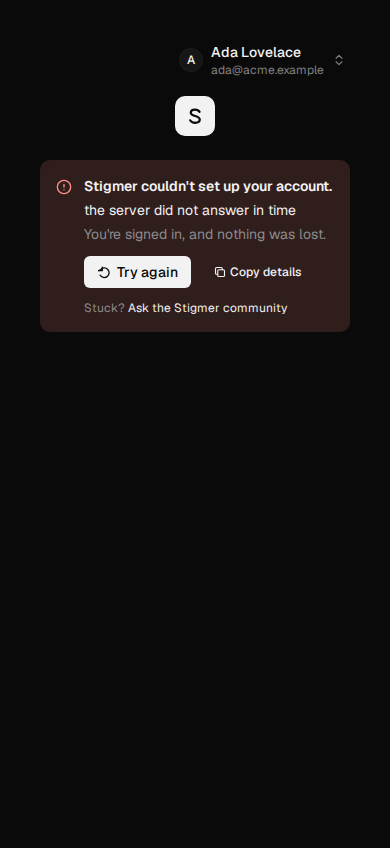 A
Ada Lovelace
ada@acme.example
S
Stigmer couldn't set up your account.
the server did not answer in time
You're signed in, and nothing was lost.
Try again
Copy details
Stuck? Ask the Stigmer community